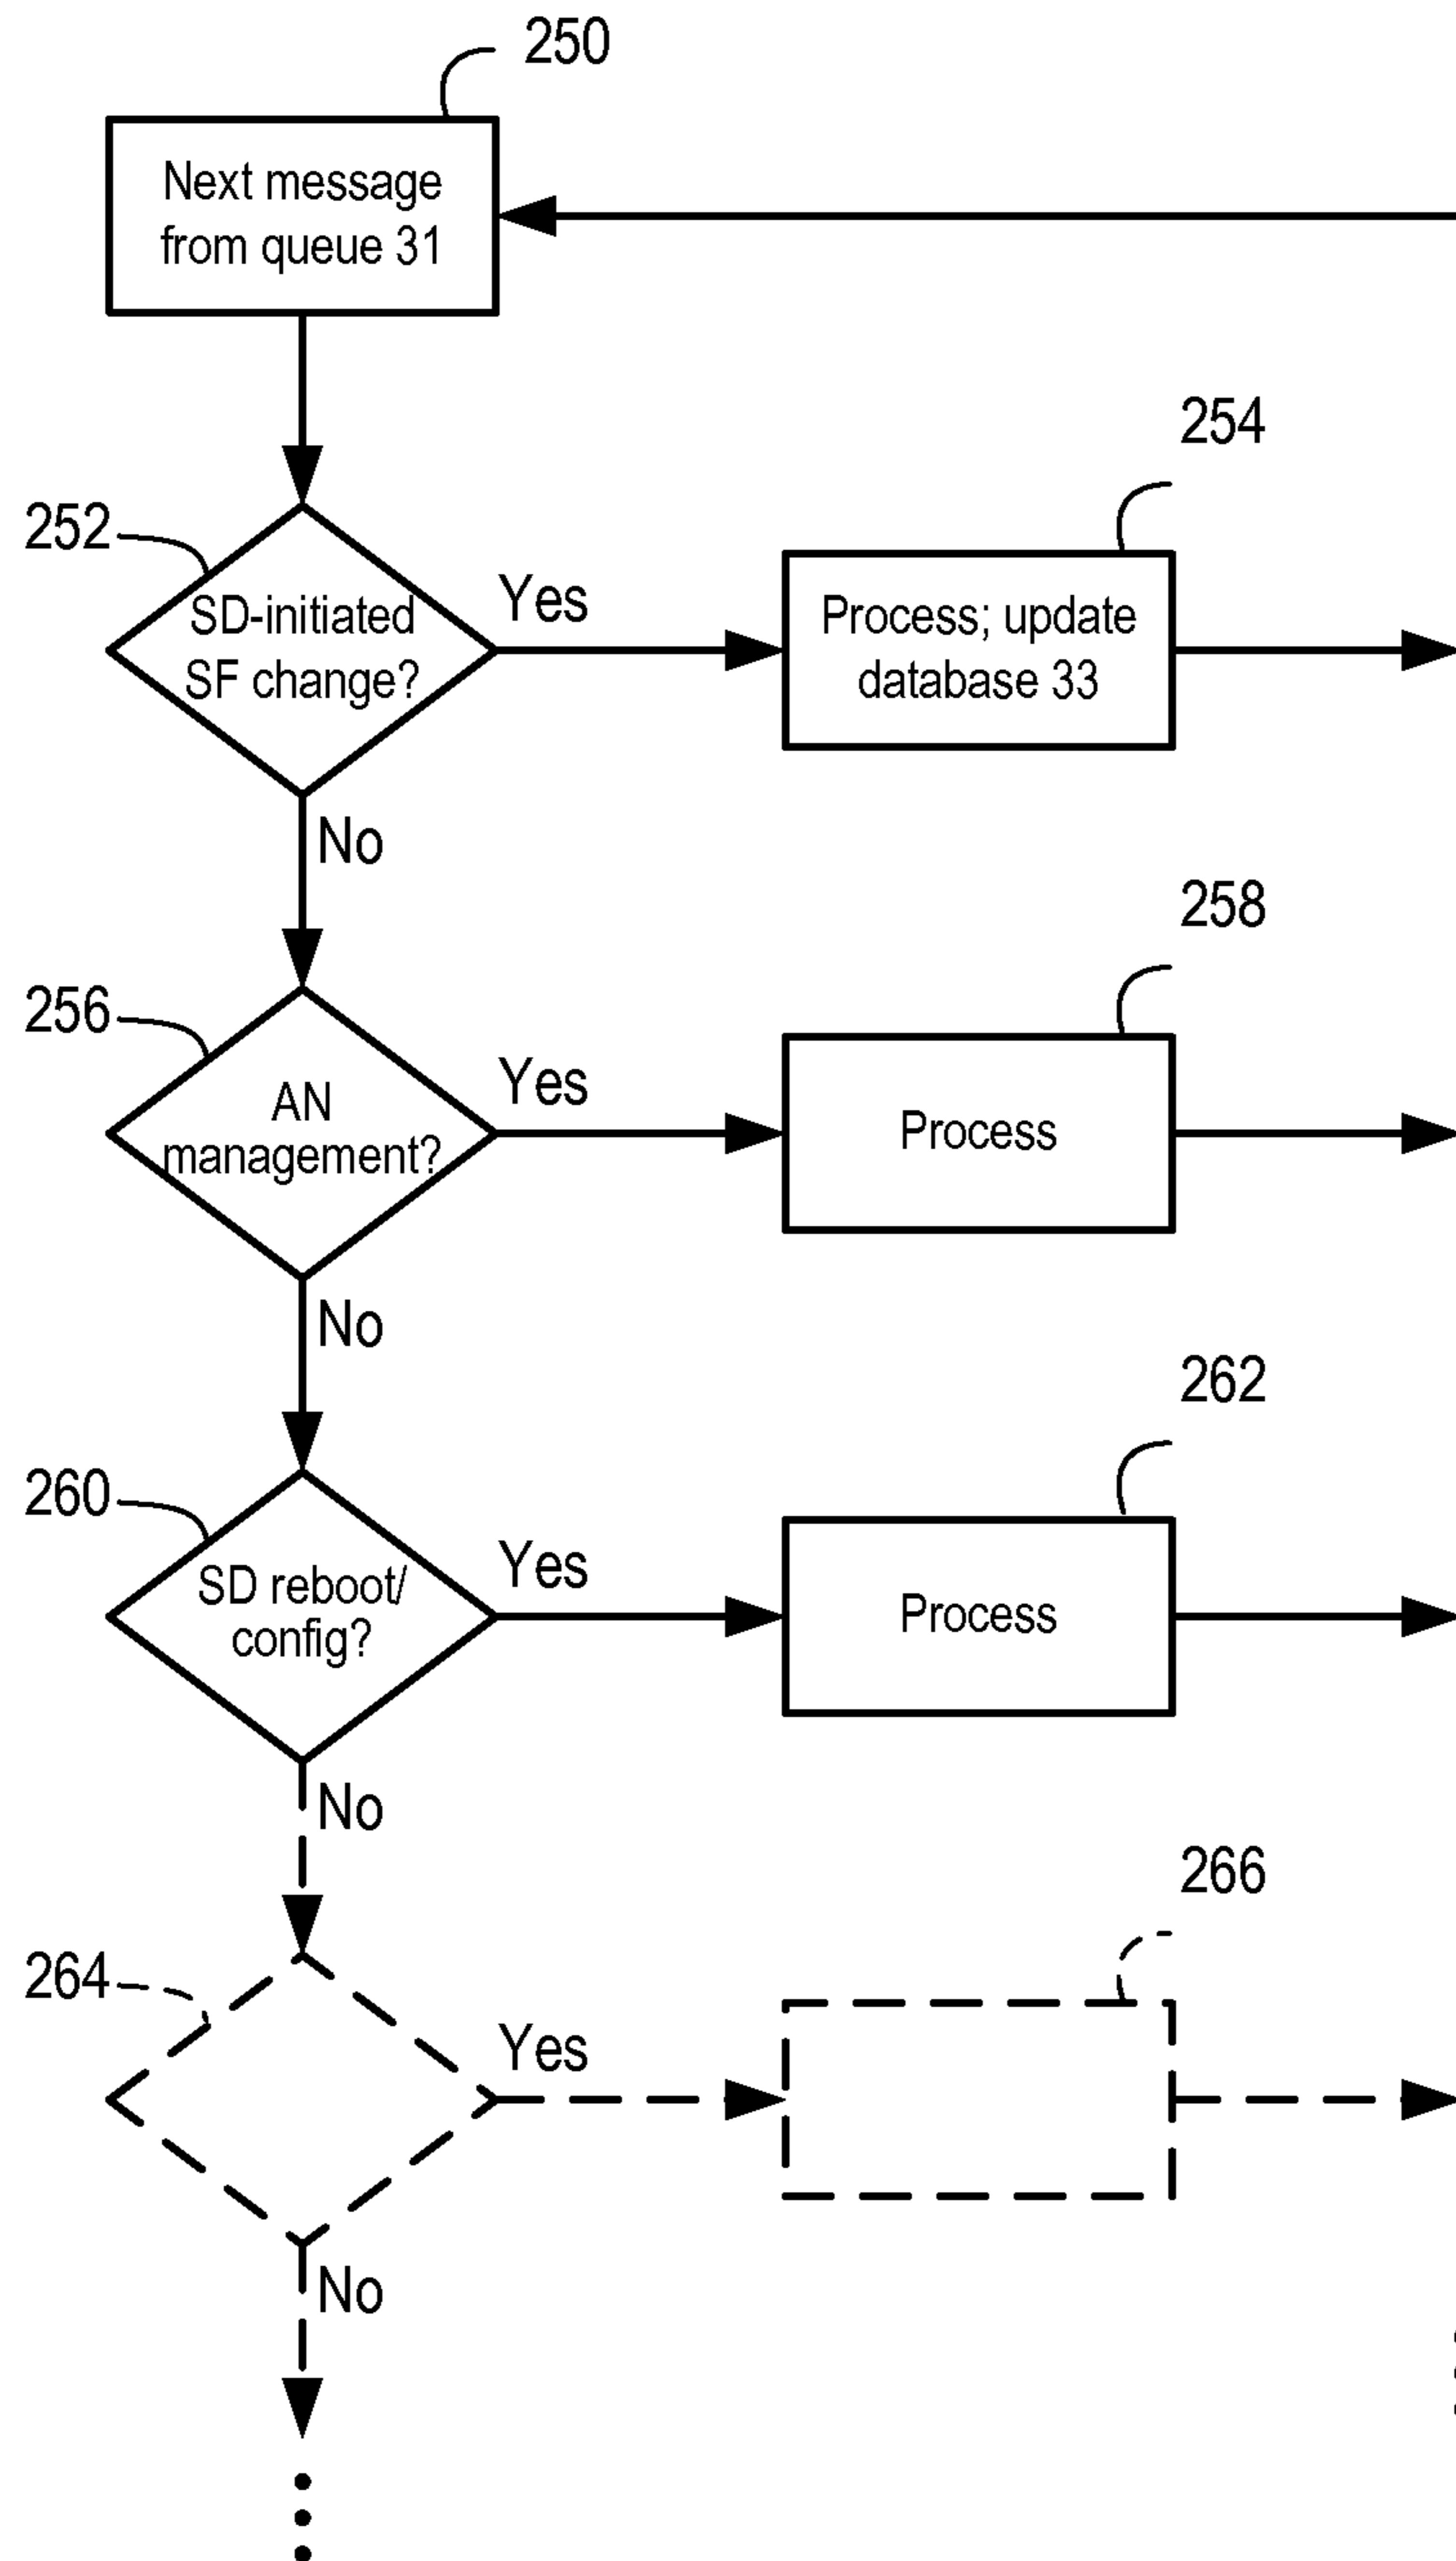 250
Next message
from queue 31
254
252
SD-initiated
SF change?
Yes
Process; update
database 33
No
258
256
AN
management?
Yes
Process
No
262
260
SD reboot/
config?
Yes
Process
No
266
264
Yes
No